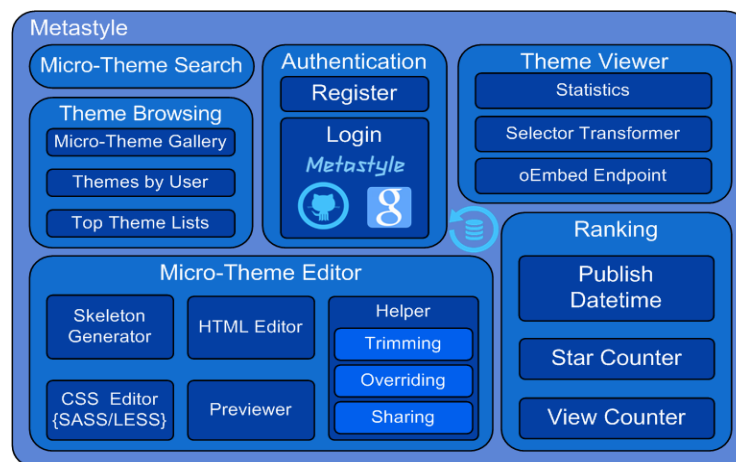 Metastyle
Micro-Theme Search
Theme Browsing
Micro-Theme Gallery
Themes by User
Top Theme Lists
Authentication
Register
Login
Metastyle
g
Theme Viewer
Statistics
Selector Transformer
oEmbed Endpoint
Micro-Theme Editor
Skeleton
Generator
HTML Editor
CSS Editor
{SASS/LESS}
Previewer
Helper
Trimming
Overriding
Sharing
Ranking
Publish
Datetime
Star Counter
View Counter